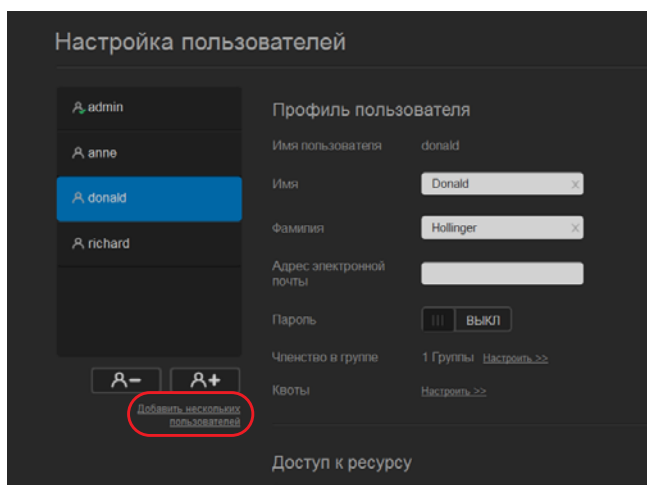 Настройка пользователей
admin
anne
donald
richard
Добавить нескольких
пользователей
Профиль пользователя
Имя пользователя donald
Имя Donald X
Фамилия Hollinger X
Адрес электронной
почты
Пароль ВЫКЛ
Членство в группе 1 Группы Настроить >>
Квоты Настроить >>
Доступ к ресурсу